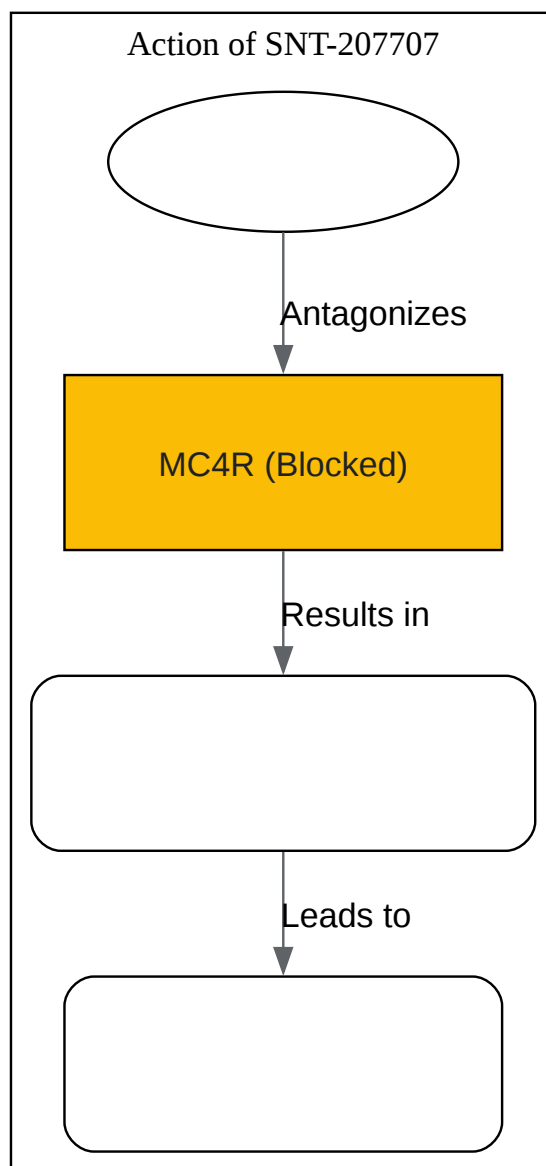 Action of SNT-207707
Antagonizes
MC4R (Blocked)
Results in
Leads to